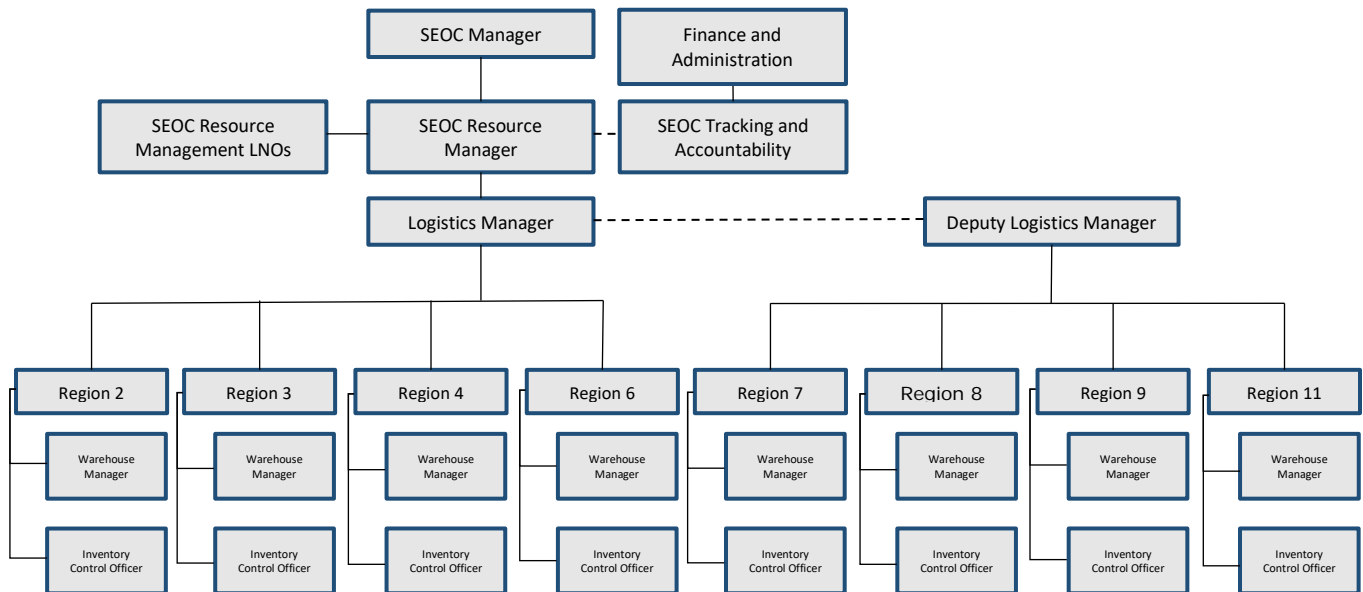 SEOC Manager
Finance and
Administration
SEOC Resource
Management LNOs
SEOC Resource
Manager
SEOC Tracking and
Accountability
Logistics Manager
Deputy Logistics Manager
Region 2
Region 3
Region 4
Region 6
Region 7
Region 8
Region 9
Region 11
Warehouse
Manager
Warehouse
Manager
Warehouse
Manager
Warehouse
Manager
Warehouse
Manager
Warehouse
Manager
Warehouse
Manager
Warehouse
Manager
Inventory
Control Officer
Inventory
Control Officer
Inventory
Control Officer
Inventory
Control Officer
Inventory
Control Officer
Inventory
Control Officer
Inventory
Control Officer
Inventory
Control Officer